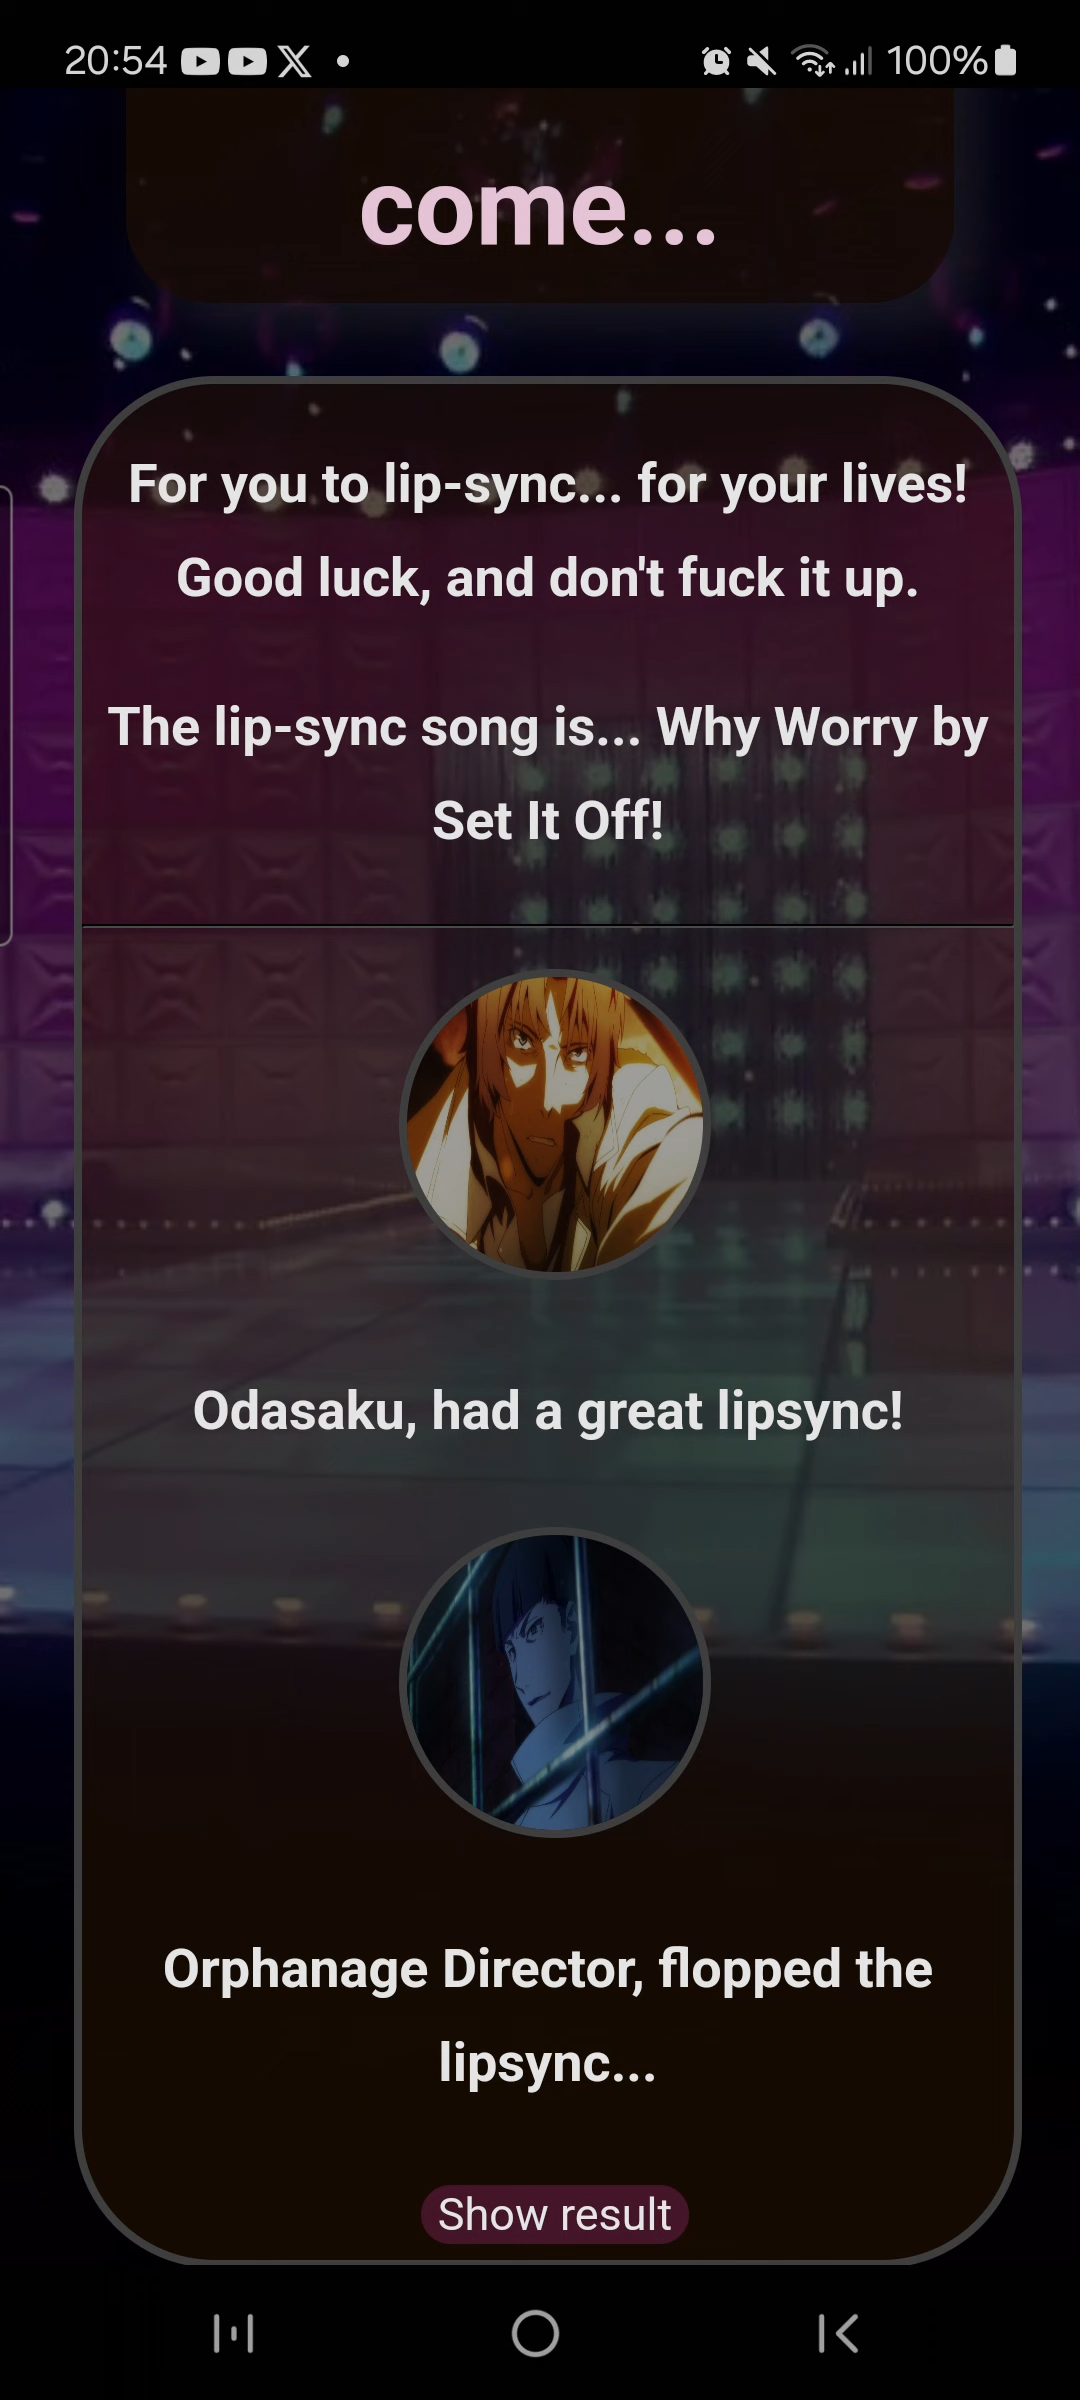 20:54
100%
come...
For you to lip-sync... for your lives!
Good luck, and don't fuck it up.
The lip-sync song is... Why Worry by
Set It Off!
Odasaku, had a great lipsync!
Orphanage Director, flopped the
lipsync...
Show result